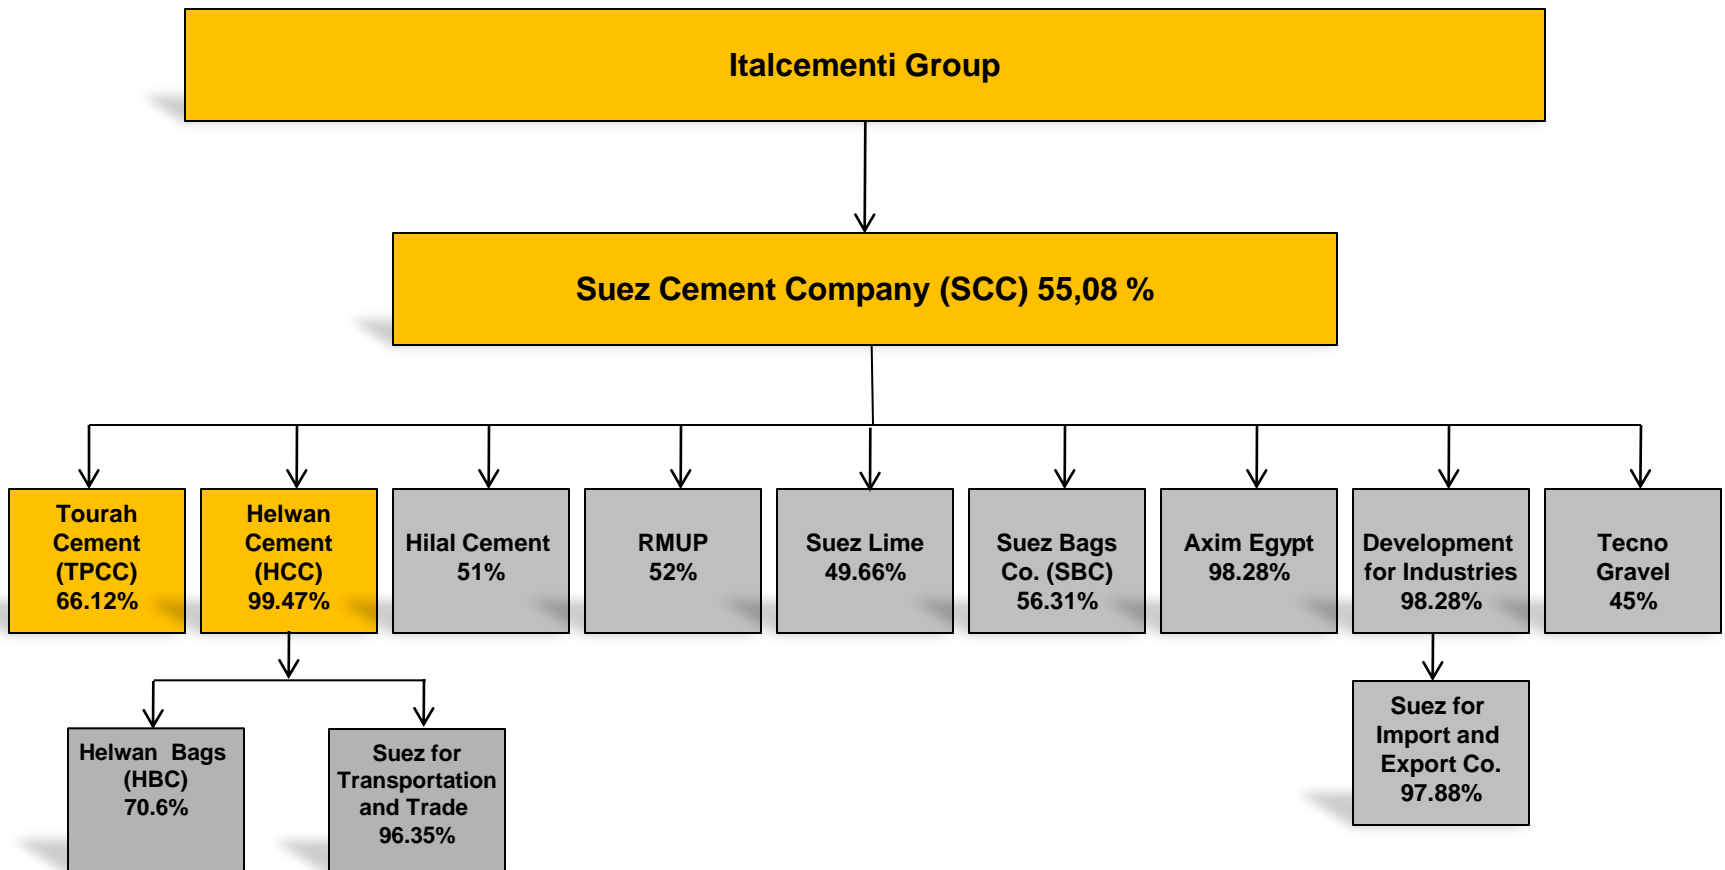 Italcementi Group
Suez Cement Company (SCC) 55,08 %
Tourah
Cement
(TPCC)
66.12%
Helwan
Cement
(HCC)
99.47%
Hilal Cement
51%
RMUP
52%
Suez Lime
49.66%
Suez Bags
Co. (SBC)
56.31%
Axim Egypt
98.28%
Development
for Industries
98.28%
Tecno
Gravel
45%
Helwan Bags
(HBC)
70.6%
Suez for
Transportation
and Trade
96.35%
Suez for
Import and
Export Co.
97.88%